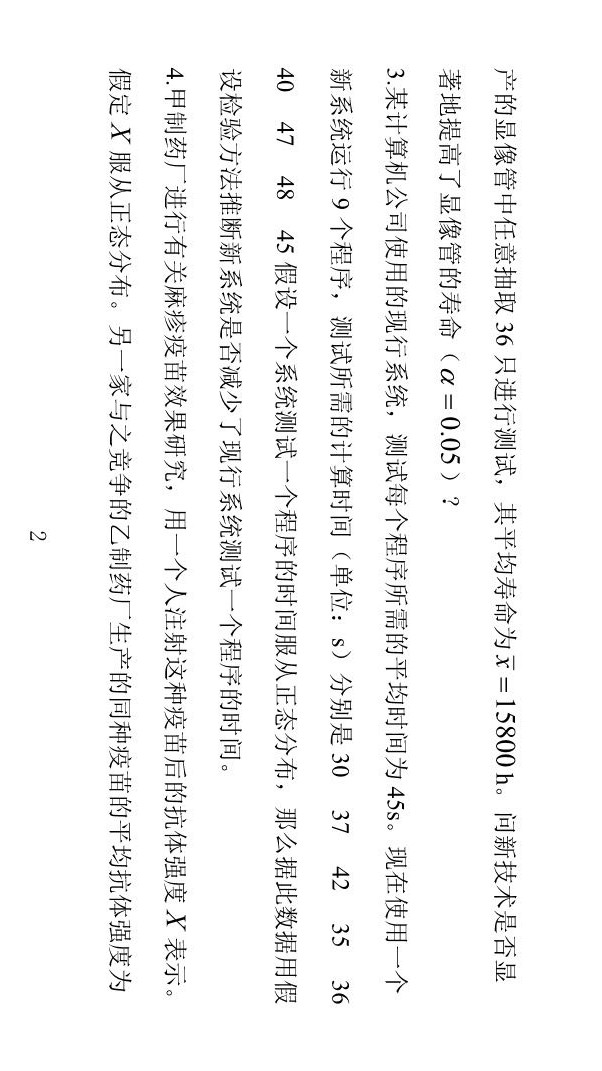 产的显像管中任意抽取 36 只进行测试，其平均寿命为 x̄ = 15800 h。问新技术是否显
著地提高了显像管的寿命（α = 0.05）？
3.某计算机公司使用的现行系统，测试每个程序所需的平均时间为 45s。现在使用一个
新系统运行 9 个程序，测试所需的计算时间（单位：s）分别是 30 37 42 35 36
40 47 48 45 假设一个系统测试一个程序的时间服从正态分布，那么据此数据用假
设检验方法推断新系统是否减少了现行系统测试一个程序的时间。
4.甲制药厂进行有关麻疹疫苗效果研究，用一个人注射这种疫苗后的抗体强度 X 表示。
假定 X 服从正态分布。另一家与之竞争的乙制药厂生产的同种疫苗的平均抗体强度为
2